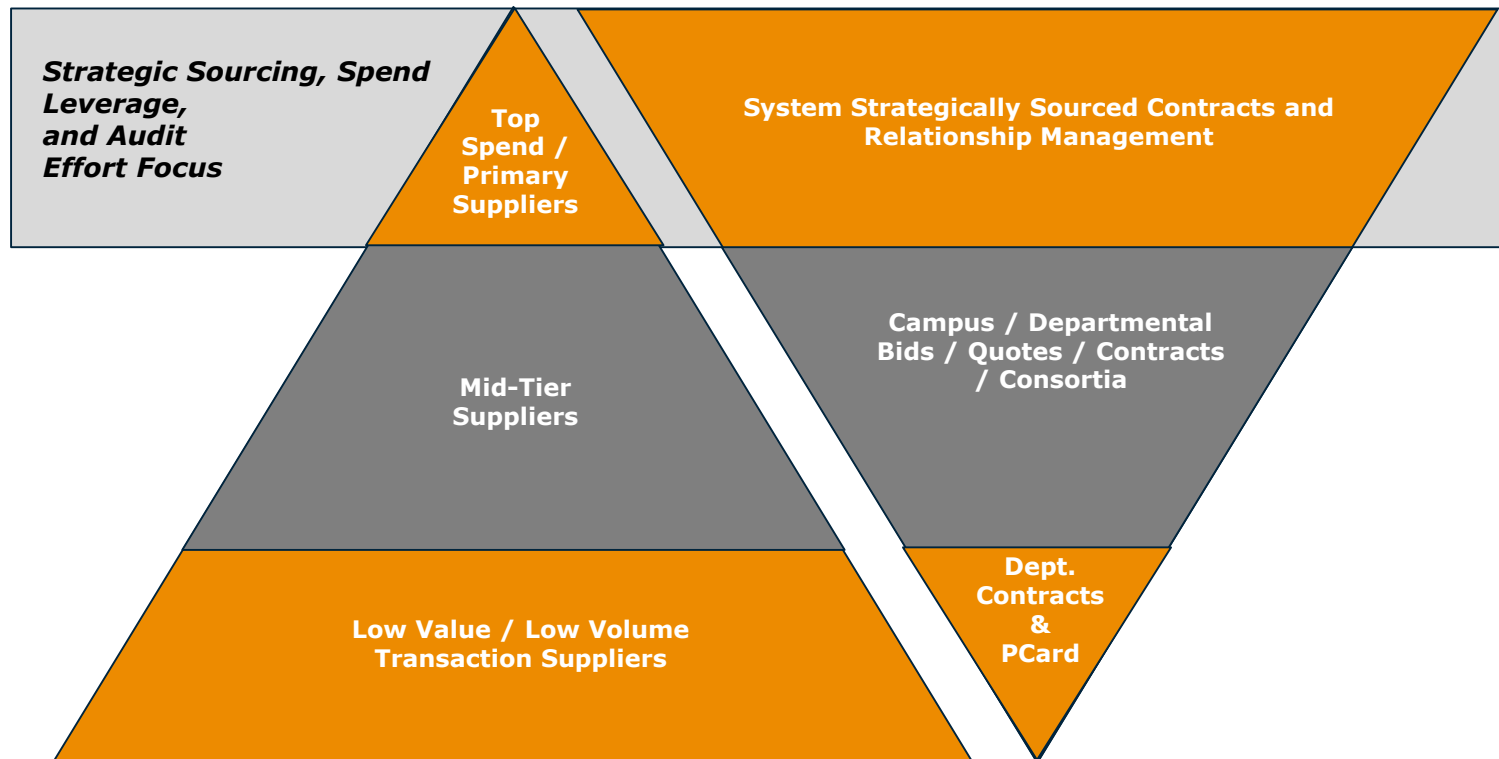 Strategic Sourcing, Spend
Leverage,
and Audit
Effort Focus
Top
Spend /
Primary
Suppliers
System Strategically Sourced Contracts and
Relationship Management
Mid-Tier
Suppliers
Campus / Departmental
Bids / Quotes / Contracts
/ Consortia
Low Value / Low Volume
Transaction Suppliers
Dept.
Contracts
&
PCard